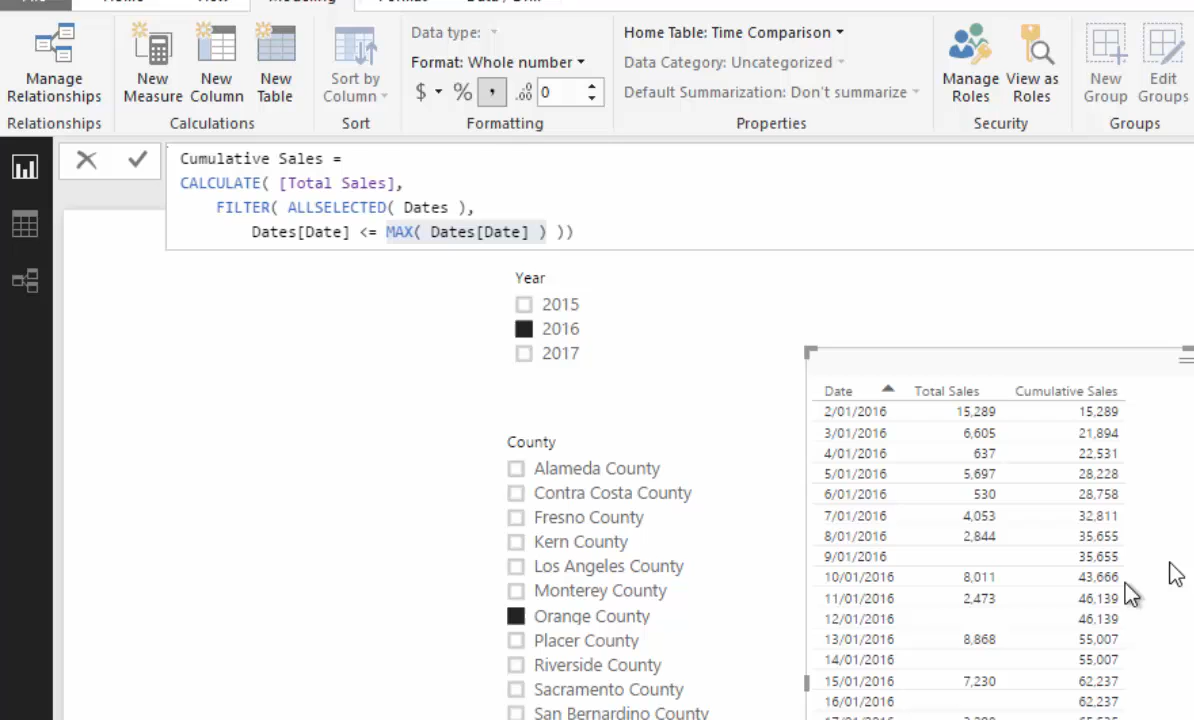 Manage Relationships
New Measure
New Column
New Table
Sort by Column
Data type:
Format: Whole number
$ % , .00 0
Home Table: Time Comparison
Data Category: Uncategorized
Default Summarization: Don't summarize
Manage Roles
View as Roles
New Group
Edit Groups
Relationships
Calculations
Sort
Formatting
Properties
Security
Groups
Cumulative Sales =
CALCULATE( [Total Sales],
FILTER( ALLSELECTED( Dates ),
Dates[Date] <= MAX( Dates[Date] ) ))
Year
2015
2016
2017
County
Alameda County
Contra Costa County
Fresno County
Kern County
Los Angeles County
Monterey County
Orange County
Placer County
Riverside County
Sacramento County
San Bernardino County
Date Total Sales Cumulative Sales
2/01/2016 15,289 15,289
3/01/2016 6,605 21,894
4/01/2016 637 22,531
5/01/2016 5,697 28,228
6/01/2016 530 28,758
7/01/2016 4,053 32,811
8/01/2016 2,844 35,655
9/01/2016 35,655
10/01/2016 8,011 43,666
11/01/2016 2,473 46,139
12/01/2016 46,139
13/01/2016 8,868 55,007
14/01/2016 55,007
15/01/2016 7,230 62,237
16/01/2016 62,237